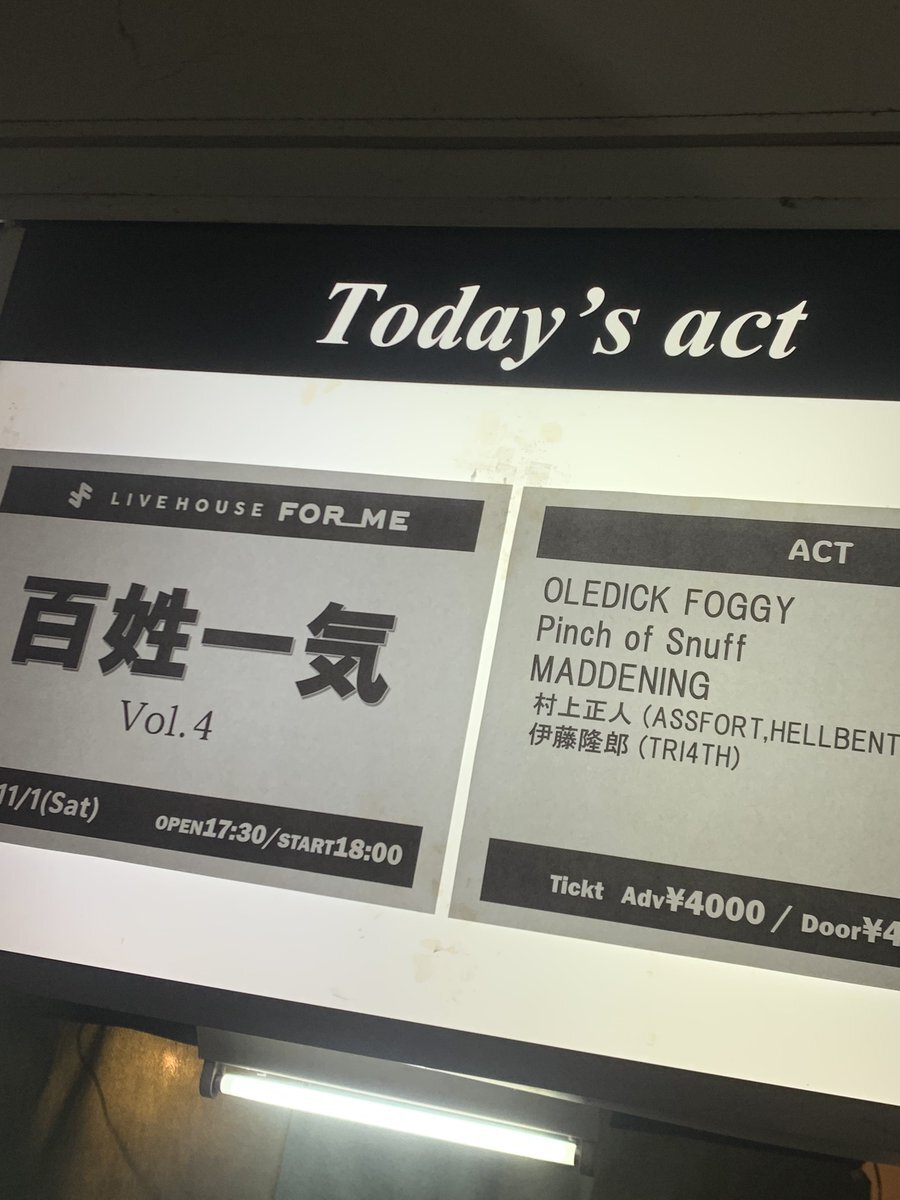 Today's act
LIVEHOUSE FOR_ME
百姓一気
Vol.4
11/1(Sat) OPEN17:30/START18:00
ACT
OLEDICK FOGGY
Pinch of Snuff
MADDENING
村上正人 (ASSFORT,HELLBENT
伊藤隆郎 (TRI4TH)
Tickt Adv¥4000 / Door¥4